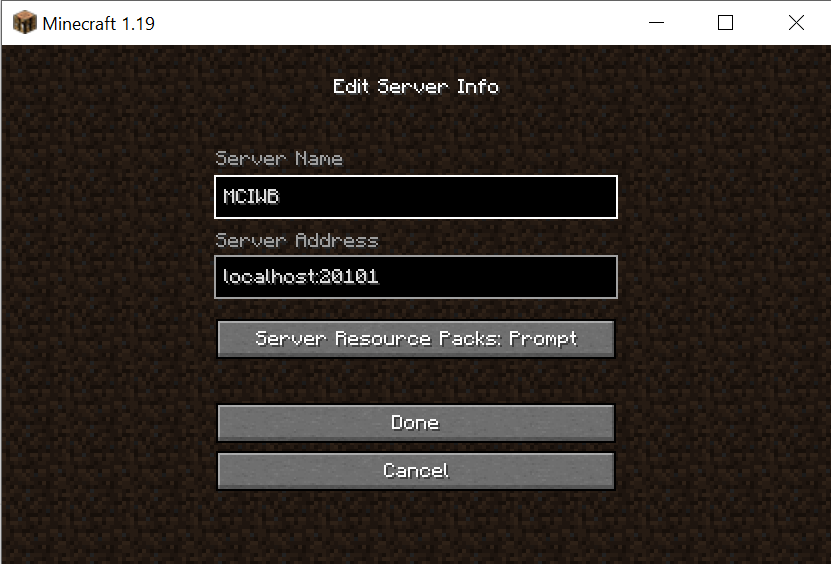 Minecraft 1.19
Edit Server Info
Server Name
MCIWB
Server Address
localhost:20101
Server Resource Packs: Prompt
Done
Cancel